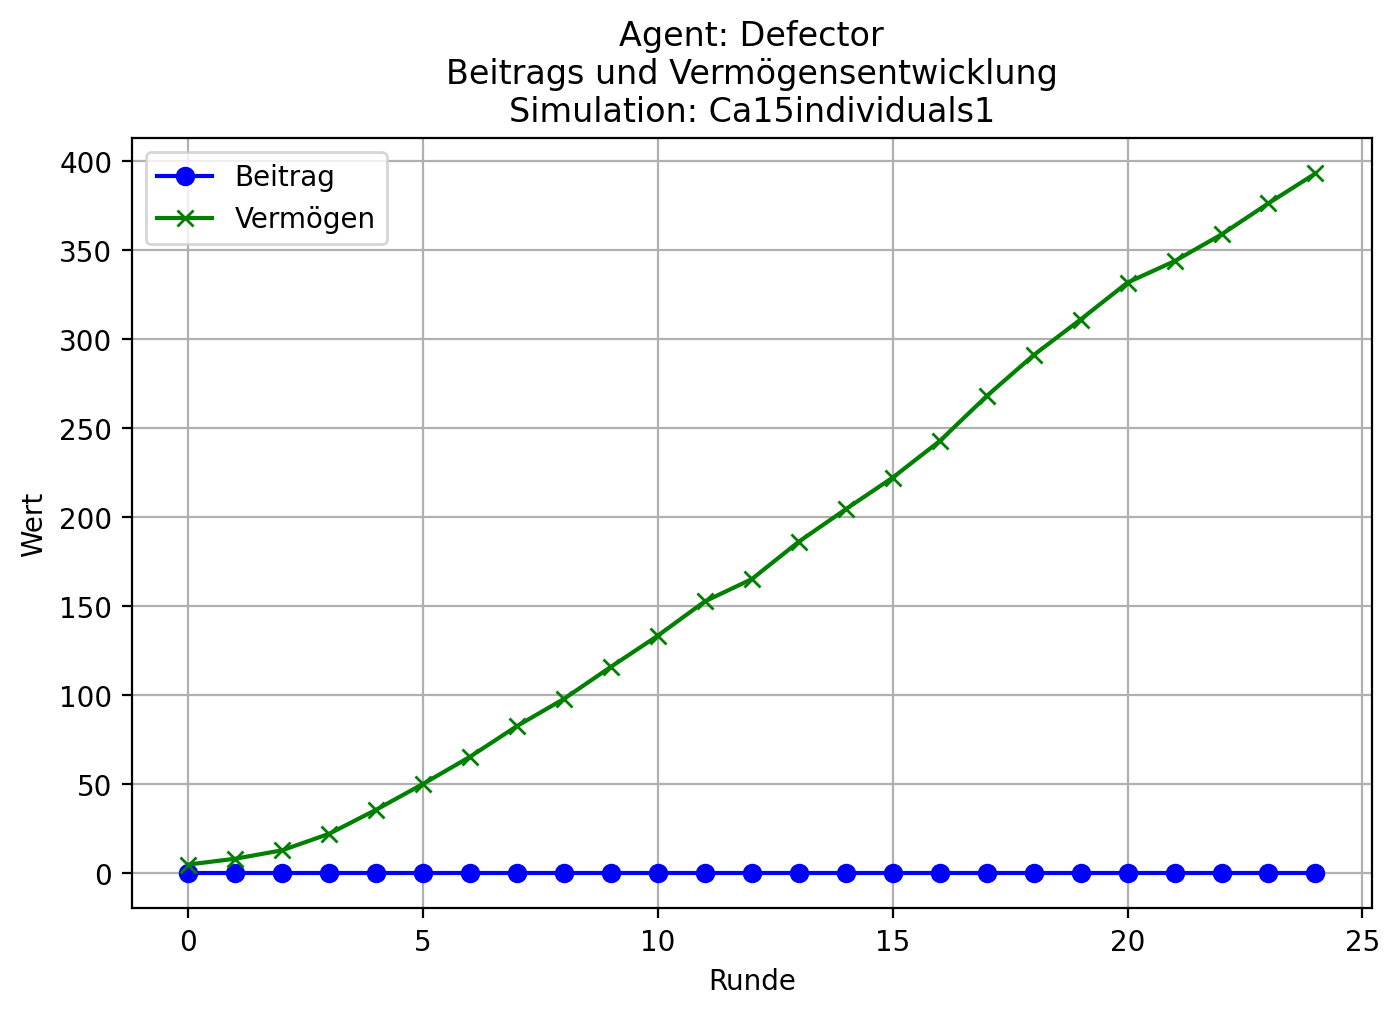 Agent: Defector
Beitrags und Vermögensentwicklung
Simulation: Ca15individuals1
400
350
300
250
200
150
100
50
0
Wert
Beitrag
Vermögen
0
5
10
15
20
25
Runde